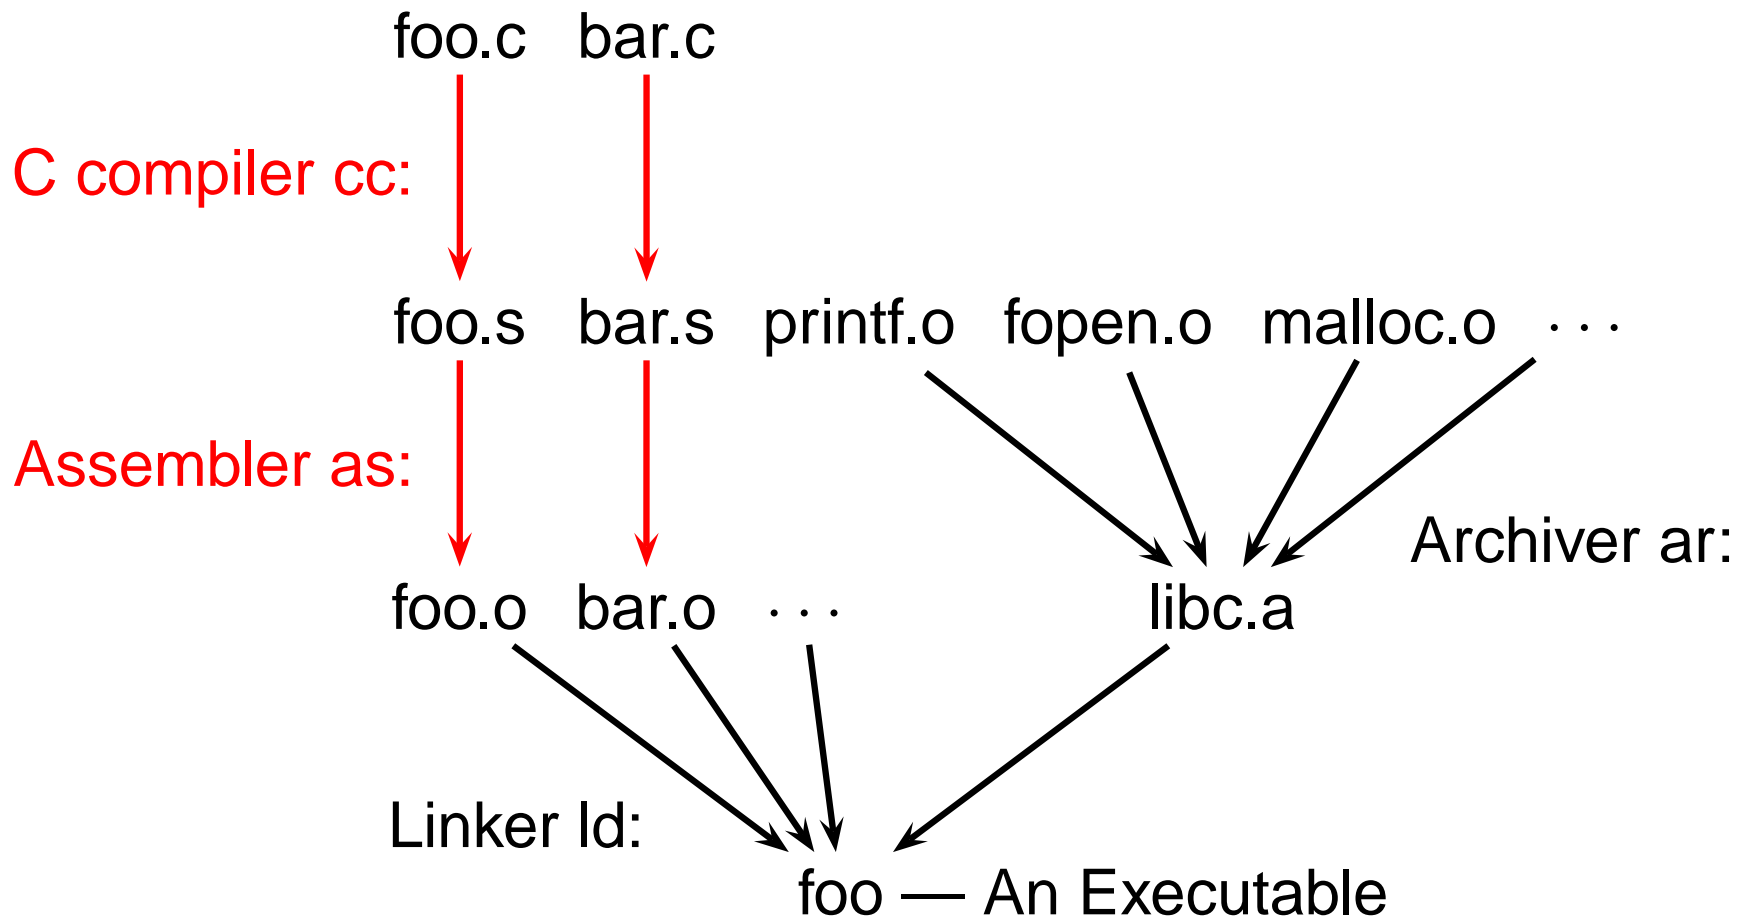 foo.c bar.c
C compiler cc:
foo.s bar.s printf.o fopen.o malloc.o ···
Assembler as:
Archiver ar:
foo.o bar.o ··· libc.a
Linker ld:
foo — An Executable